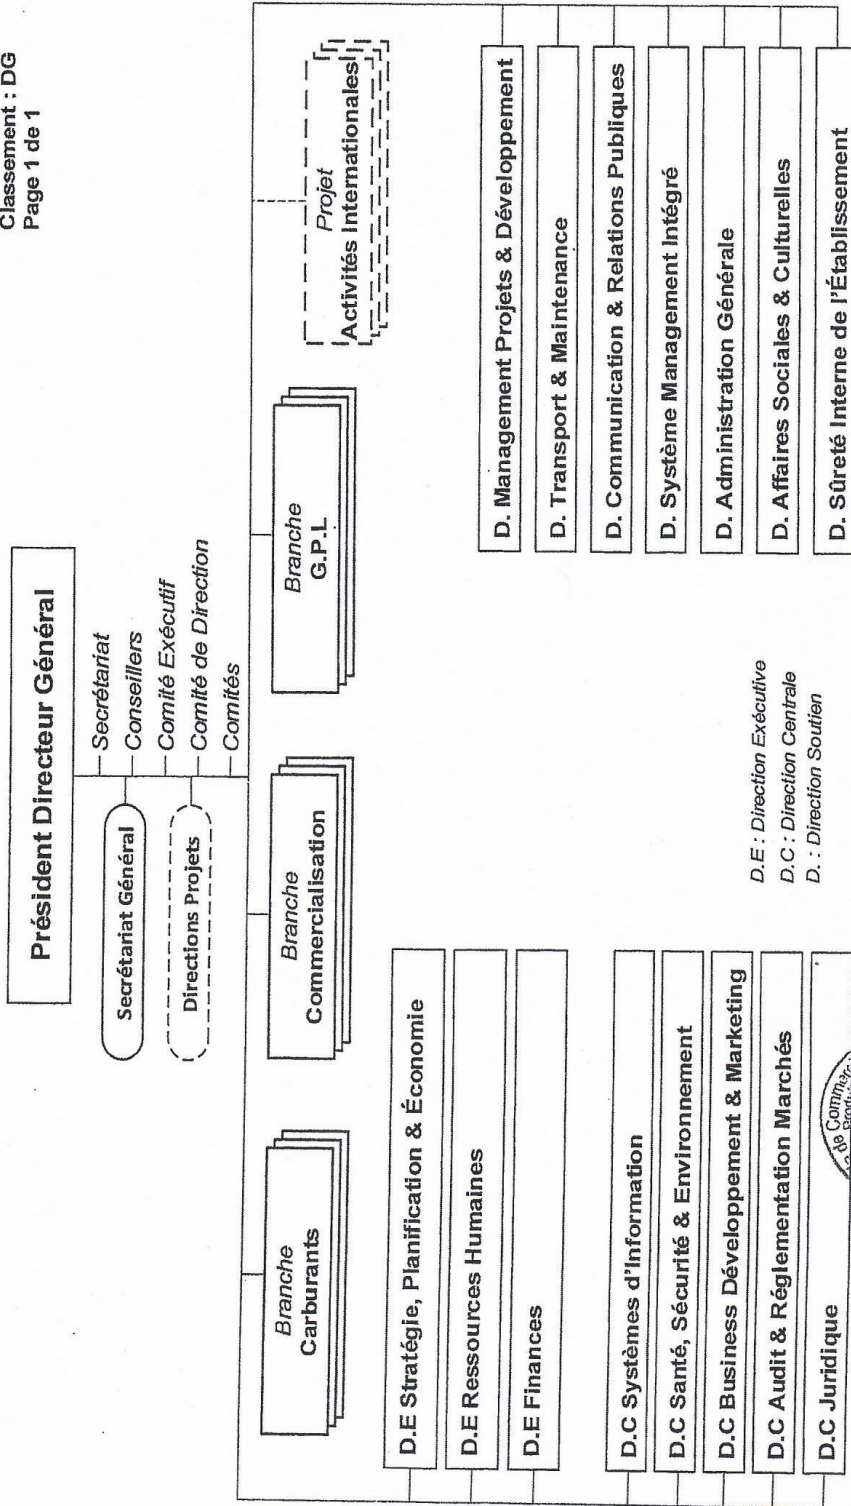 Classement : DG
Page 1 de 1
Président Directeur Général
Secrétariat
Conseillers
Comité Exécutif
Comité de Direction
Comités
Secrétariat Général
Directions Projets
Branche
Carburants
Branche
Commercialisation
Branche
G.P.L
Projet
Activités Internationales
D.E Stratégie, Planification & Économie
D.E Ressources Humaines
D.E Finances
D.C Systèmes d'Information
D.C Santé, Sécurité & Environnement
D.C Business Développement & Marketing
D.C Audit & Réglementation Marchés
D.C Juridique
D. Management Projets & Développement
D. Transport & Maintenance
D. Communication & Relations Publiques
D. Système Management Intégré
D. Administration Générale
D. Affaires Sociales & Culturelles
D. Sûreté Interne de l'Établissement
D.E : Direction Exécutive
D.C : Direction Centrale
D. : Direction Soutien
de Commerc